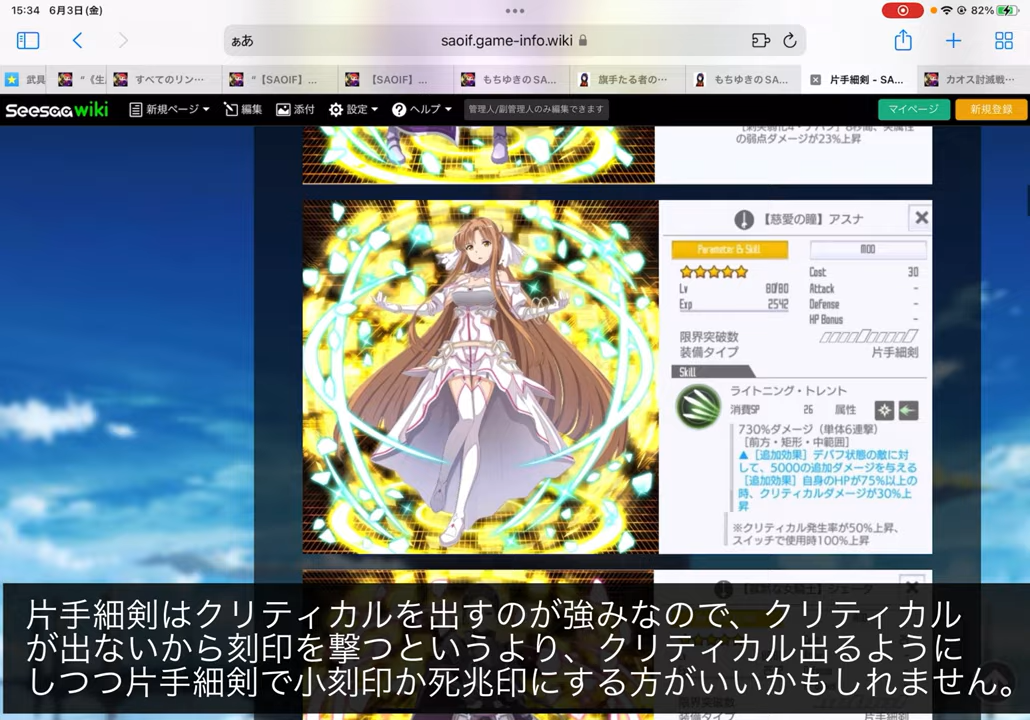 15:34 6月3日(金)
82%
ぁあ
saoif.game-info.wiki
武具
"《生
すべてのリン…
"【SAOIF】…
【SAOIF】…
もちゆきのSA…
旗手たる者の…
もちゆきのSA…
片手細剣 - SA…
カオス討滅戦…
Seesaa wiki
新規ページ
編集
添付
設定
ヘルプ
管理人/副管理人のみ編集できます
マイページ
新規登録
の弱点ダメージが23%上昇
【慈愛の瞳】アスナ
Parameter & Skill
MOD
Cost 30
Lv 80/80
Attack -
Exp 2542
Defense -
HP Bonus -
限界突破数
装備タイプ 片手細剣
Skill
ライトニング・トレント
消費SP 26 属性
730%ダメージ（単体6連撃）
［前方・矩形・中範囲］
▲［追加効果］デバフ状態の敵に対
して、5000の追加ダメージを与える
［追加効果］自身のHPが75%以上の
時、クリティカルダメージが30%上
昇
※クリティカル発生率が50%上昇、
スイッチで使用時100%上昇
片手細剣はクリティカルを出すのが強みなので、クリティカル
が出ないから刻印を撃つというより、クリティカル出るように
しつつ片手細剣で小刻印か死兆印にする方がいいかもしれません。